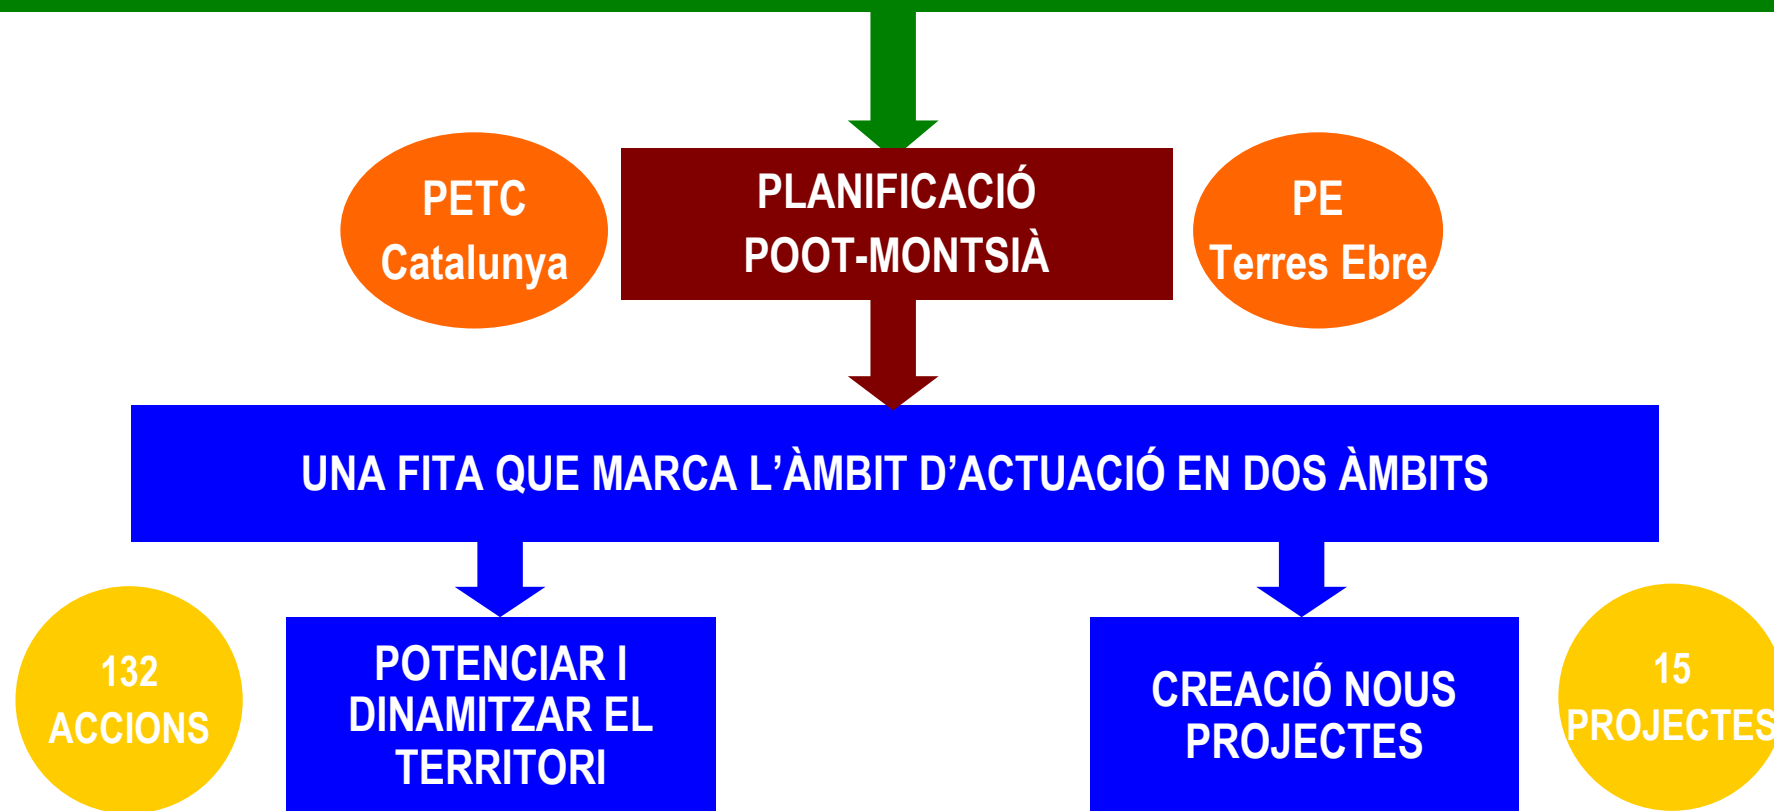 PETC
Catalunya
PLANIFICACIÓ
POOT-MONTSIÀ
PE
Terres Ebre
UNA FITA QUE MARCA L’ÀMBIT D’ACTUACIÓ EN DOS ÀMBITS
132
ACCIONS
POTENCIAR I
DINAMITZAR EL
TERRITORI
CREACIÓ NOUS
PROJECTES
15
PROJECTES